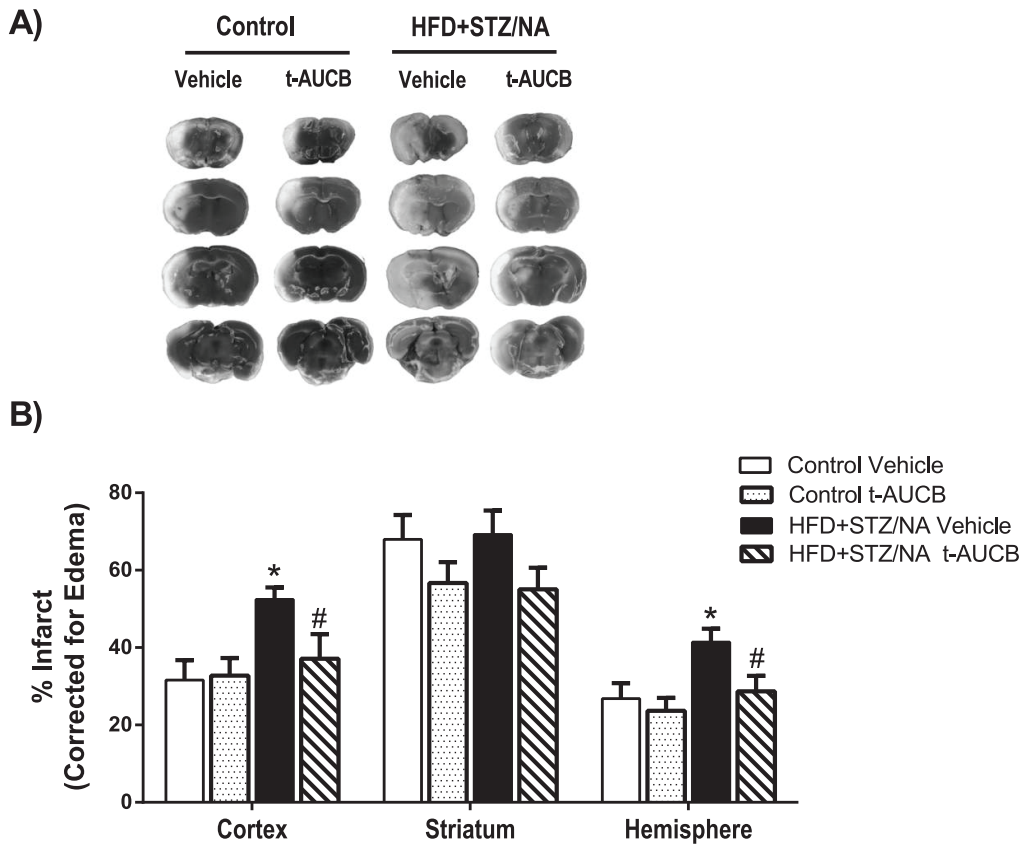 A)
Control HFD+STZ/NA
Vehicle t-AUCB Vehicle t-AUCB
B)
Control Vehicle
Control t-AUCB
HFD+STZ/NA Vehicle
HFD+STZ/NA t-AUCB
% Infarct
(Corrected for Edema)
80
60
40
20
0
* # * #
Cortex Striatum Hemisphere